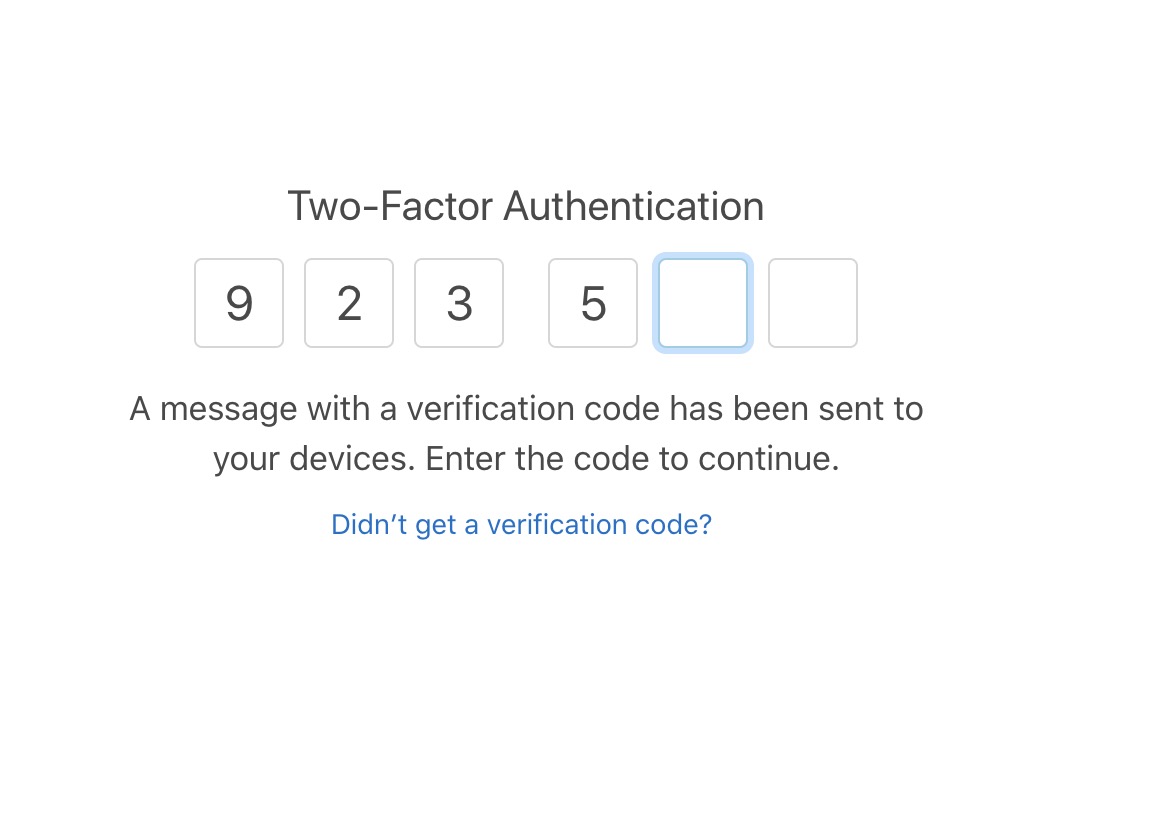 Two-Factor Authentication
9 2 3 5
A message with a verification code has been sent to
your devices. Enter the code to continue.
Didn’t get a verification code?